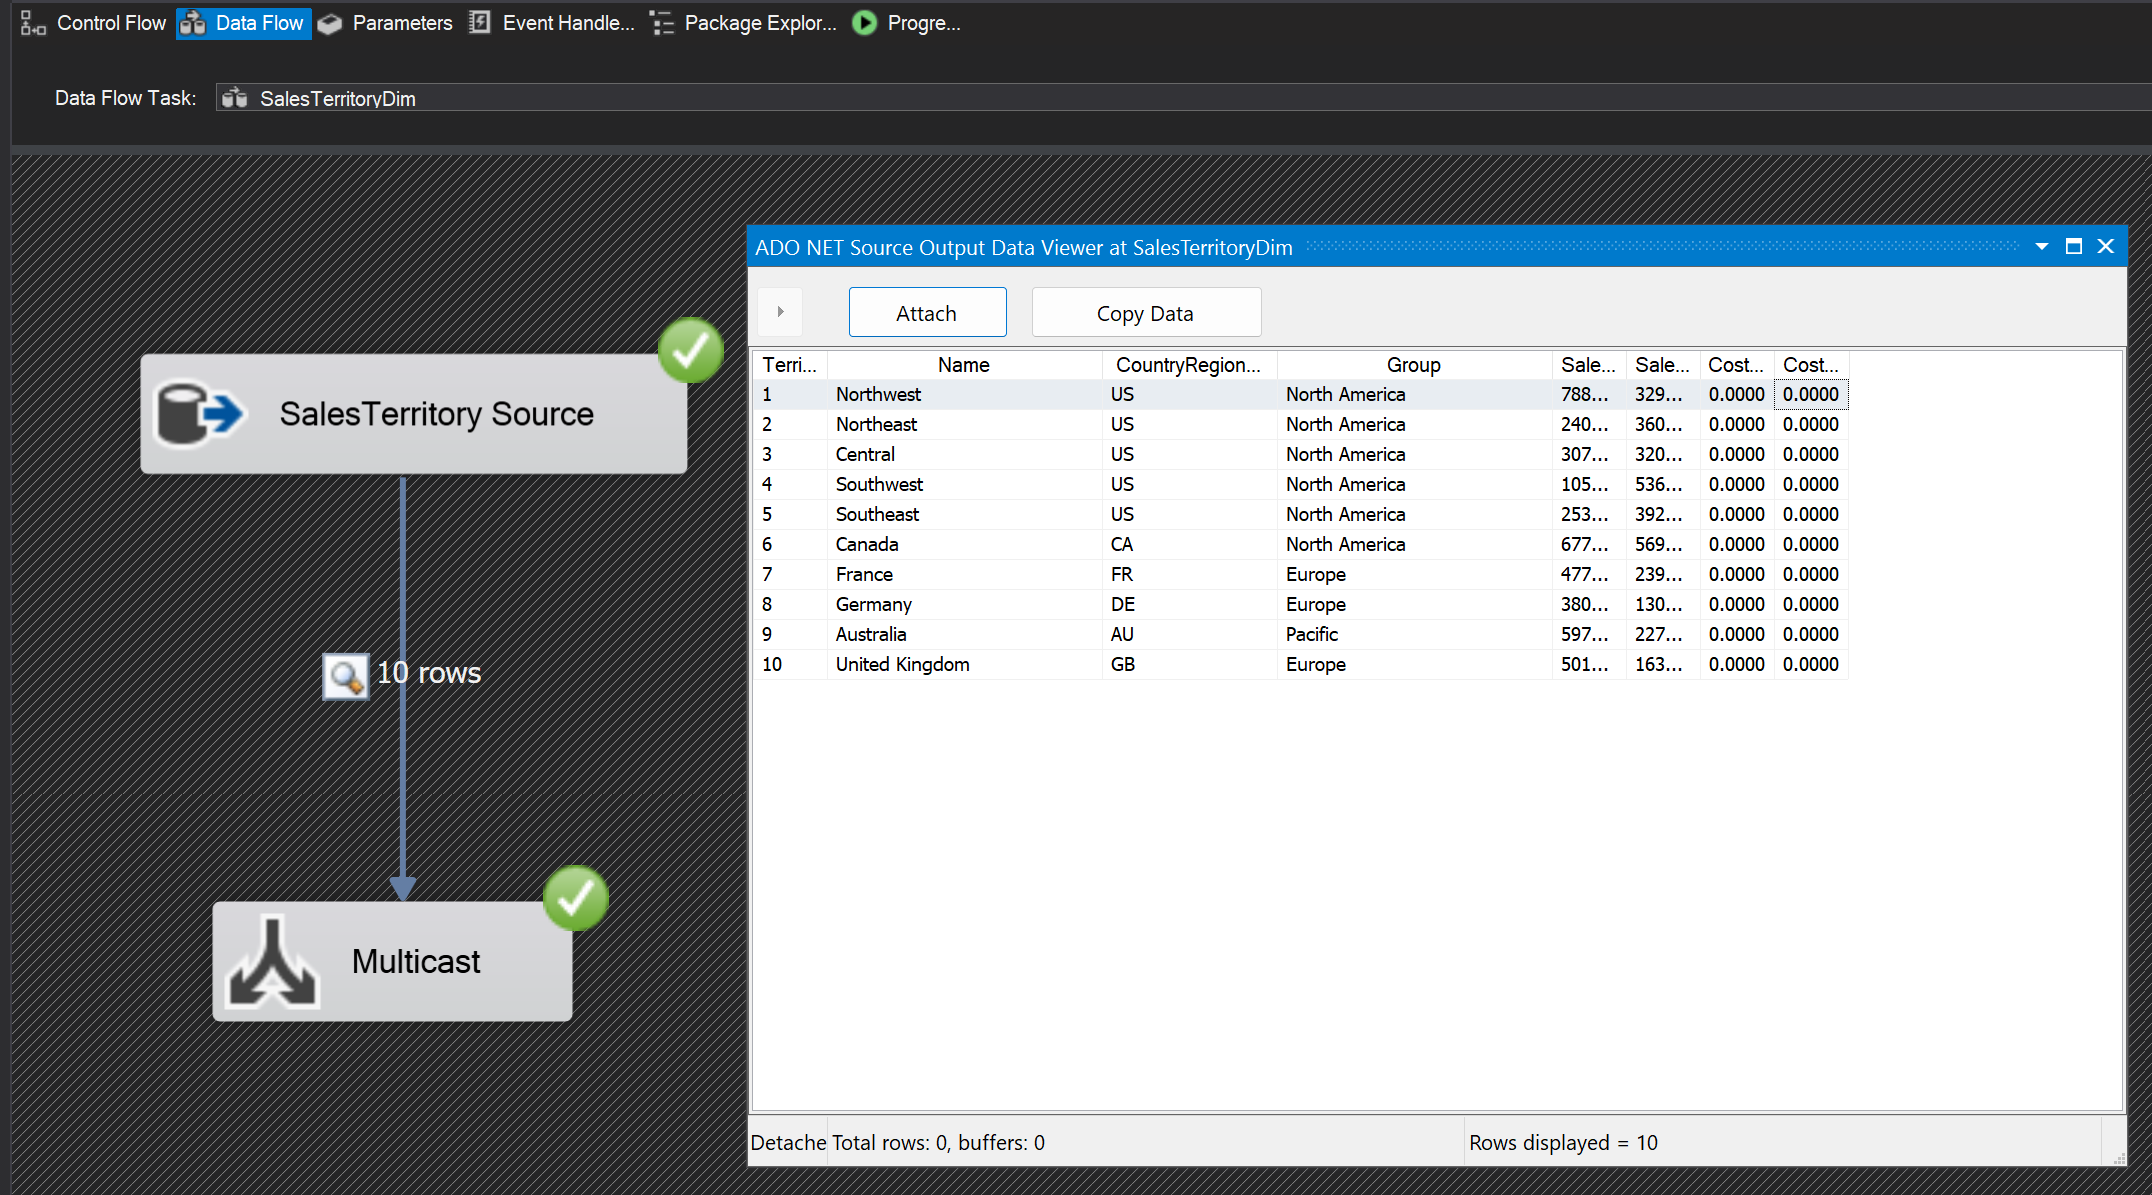 Control Flow Data Flow Parameters Event Handle... Package Explor... Progre...
Data Flow Task: SalesTerritoryDim
SalesTerritory Source
10 rows
Multicast
ADO NET Source Output Data Viewer at SalesTerritoryDim
Attach Copy Data
Terri... Name CountryRegion... Group Sale... Sale... Cost... Cost...
1 Northwest US North America 788... 329... 0.0000 0.0000
2 Northeast US North America 240... 360... 0.0000 0.0000
3 Central US North America 307... 320... 0.0000 0.0000
4 Southwest US North America 105... 536... 0.0000 0.0000
5 Southeast US North America 253... 392... 0.0000 0.0000
6 Canada CA North America 677... 569... 0.0000 0.0000
7 France FR Europe 477... 239... 0.0000 0.0000
8 Germany DE Europe 380... 130... 0.0000 0.0000
9 Australia AU Pacific 597... 227... 0.0000 0.0000
10 United Kingdom GB Europe 501... 163... 0.0000 0.0000
Detache Total rows: 0, buffers: 0 Rows displayed = 10